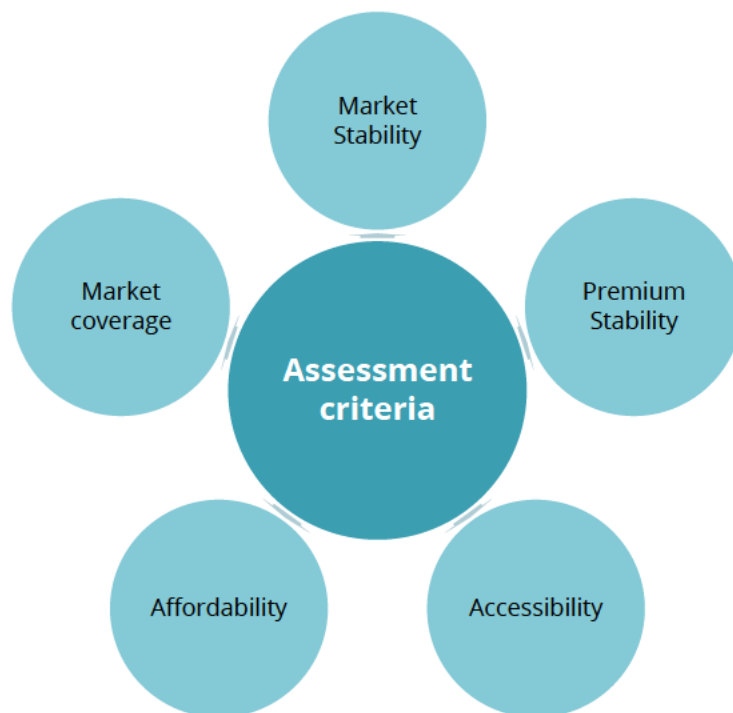 Market
Stability
Market
coverage
Premium
Stability
Assessment
criteria
Affordability
Accessibility